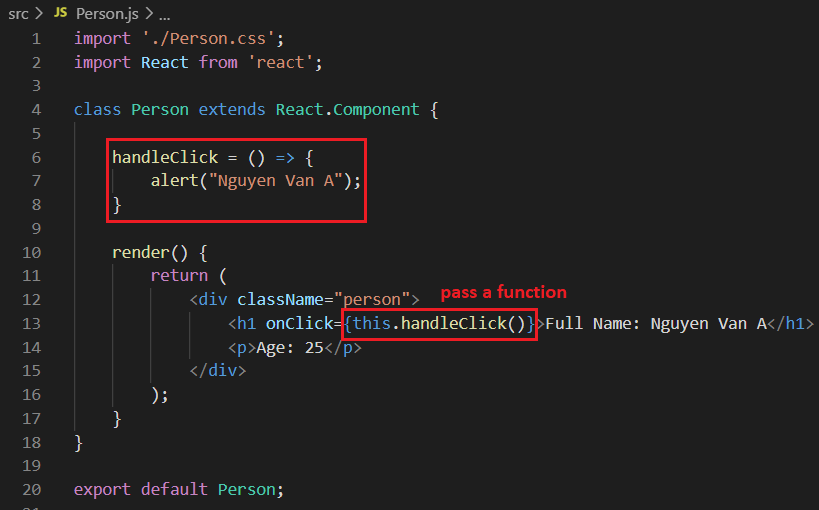 src > JS Person.js > ...
1 import './Person.css';
2 import React from 'react';
3
4 class Person extends React.Component {
5
6 handleClick = () => {
7 alert("Nguyen Van A");
8 }
9
10 render() {
11 return (
12 <div className="person">
pass a function
13 <h1 onClick={this.handleClick()}>Full Name: Nguyen Van A</h1>
14 <p>Age: 25</p>
15 </div>
16 );
17 }
18 }
19
20 export default Person;